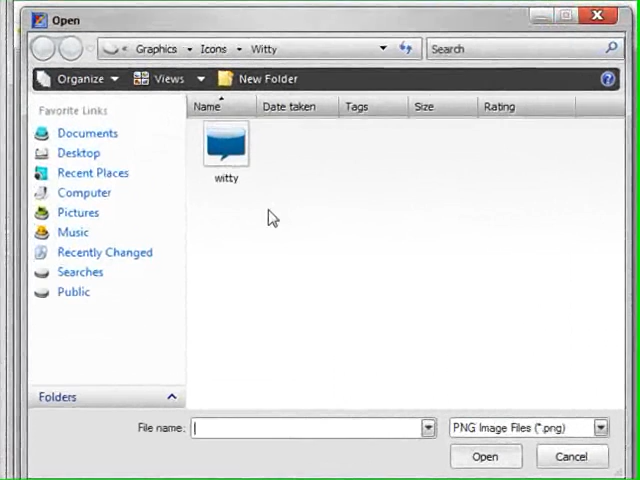 Open
« Graphics Icons Witty Search
Organize Views New Folder ?
Favorite Links
Name Date taken Tags Size Rating
Documents
Desktop
Recent Places
Computer
Pictures
Music
Recently Changed
Searches
Public
witty
Folders
File name: PNG Image Files (*.png)
Open Cancel